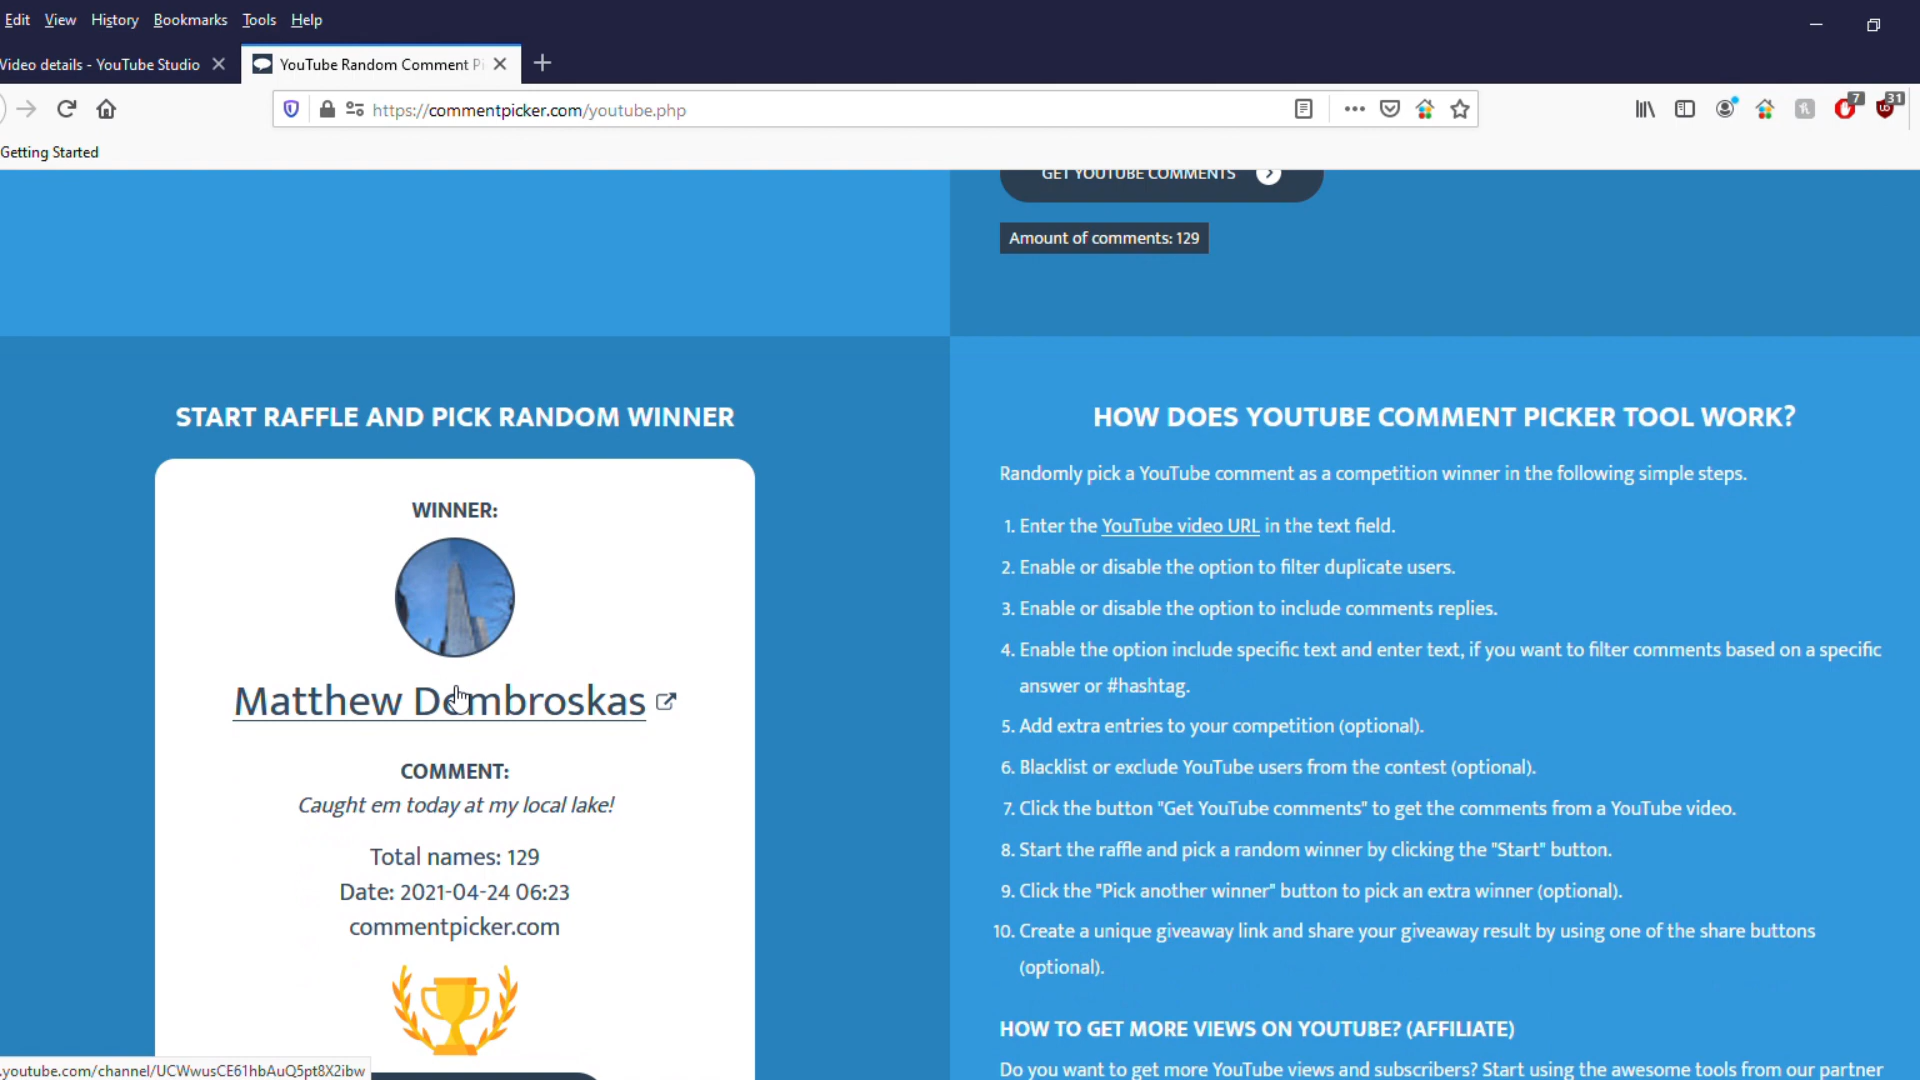 Edit View History Bookmarks Tools Help
Video details - YouTube Studio
YouTube Random Comment Pi
https://commentpicker.com/youtube.php
7
31
Getting Started
GET YOUTUBE COMMENTS
Amount of comments: 129
START RAFFLE AND PICK RANDOM WINNER
WINNER:
Matthew Dembroskas
COMMENT:
Caught em today at my local lake!
Total names: 129
Date: 2021-04-24 06:23
commentpicker.com
HOW DOES YOUTUBE COMMENT PICKER TOOL WORK?
Randomly pick a YouTube comment as a competition winner in the following simple steps.
1. Enter the YouTube video URL in the text field.
2. Enable or disable the option to filter duplicate users.
3. Enable or disable the option to include comments replies.
4. Enable the option include specific text and enter text, if you want to filter comments based on a specific
answer or #hashtag.
5. Add extra entries to your competition (optional).
6. Blacklist or exclude YouTube users from the contest (optional).
7. Click the button "Get YouTube comments" to get the comments from a YouTube video.
8. Start the raffle and pick a random winner by clicking the "Start" button.
9. Click the "Pick another winner" button to pick an extra winner (optional).
10. Create a unique giveaway link and share your giveaway result by using one of the share buttons
(optional).
HOW TO GET MORE VIEWS ON YOUTUBE? (AFFILIATE)
Do you want to get more YouTube views and subscribers? Start using the awesome tools from our partner
.youtube.com/channel/UCWwusCE61hbAuQ5pt8X2ibw